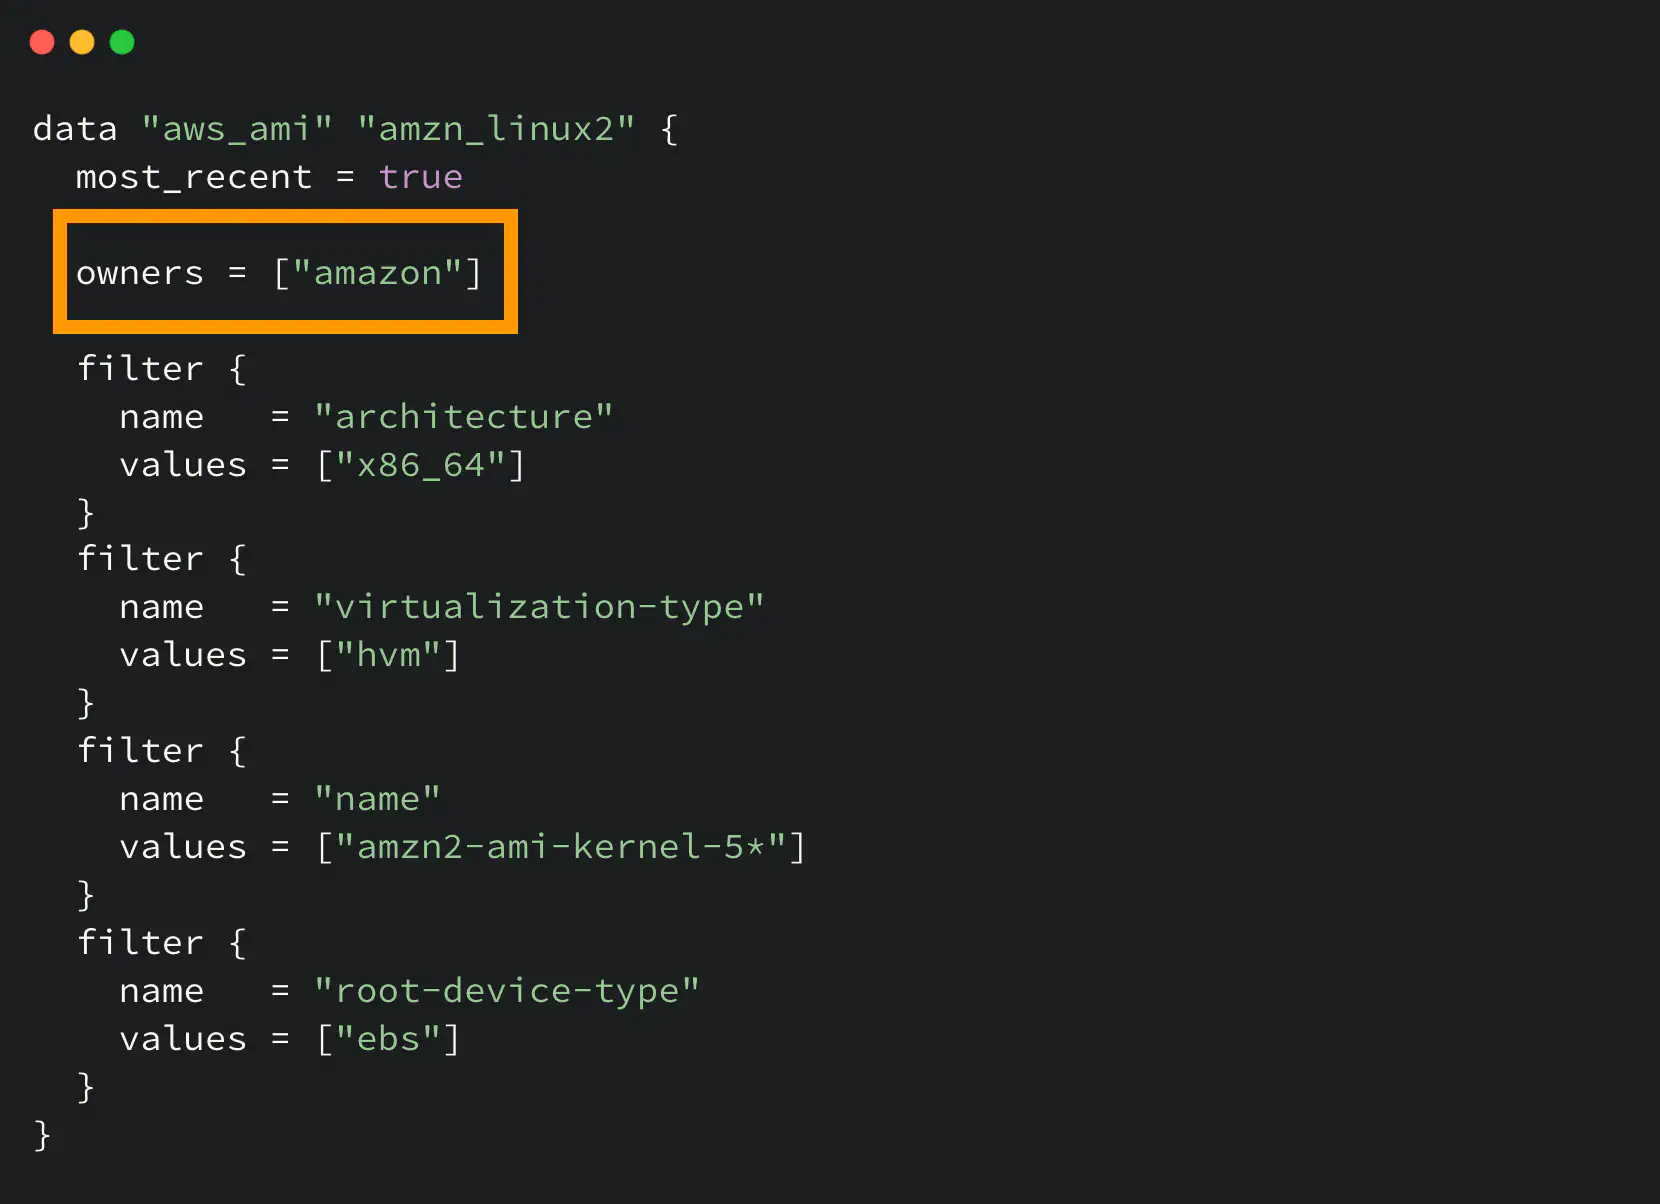 data "aws_ami" "amzn_linux2" {
  most_recent = true
  owners = ["amazon"]
  filter {
    name   = "architecture"
    values = ["x86_64"]
  }
  filter {
    name   = "virtualization-type"
    values = ["hvm"]
  }
  filter {
    name   = "name"
    values = ["amzn2-ami-kernel-5*"]
  }
  filter {
    name   = "root-device-type"
    values = ["ebs"]
  }
}